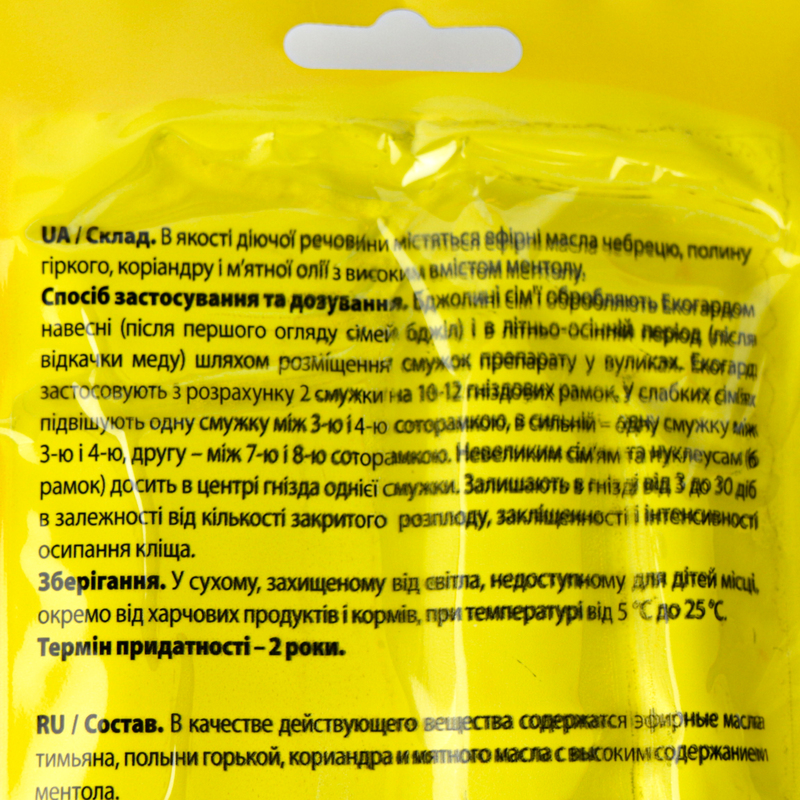 UA / Склад. В якості діючої речовини містяться ефірні масла чебрецю, полину
гіркого, коріандру і м'ятної олії з високим вмістом ментолу.
Спосіб застосування та дозування. Бджолині сім'ї обробляють Екогардом
навесні (після першого огляду сімей бджіл) і в літньо-осінній період (після
відкачки меду) шляхом розміщення смужок препарату у вуликах. Екогард
застосовують з розрахунку 2 смужки на 10-12 гніздових рамок. У слабких сім'ях
підвішують одну смужку між 3-ю і 4-ю соторамкою, в сильній – одну смужку між
3-ю і 4-ю, другу – між 7-ю і 8-ю соторамкою. Невеликим сім'ям та нуклеусам (6
рамок) досить в центрі гнізда однієї смужки. Залишають в гнізді від 3 до 30 діб
в залежності від кількості закритого розплоду, закліщенності і інтенсивності
осипання кліща.
Зберігання. У сухому, захищеному від світла, недоступному для дітей місці,
окремо від харчових продуктів і кормів, при температурі від 5 °C до 25 °C.
Термін придатності – 2 роки.
RU / Состав. В качестве действующего вещества содержатся эфирные масла
тимьяна, полыни горькой, кориандра и мятного масла с высоким содержанием
ментола.